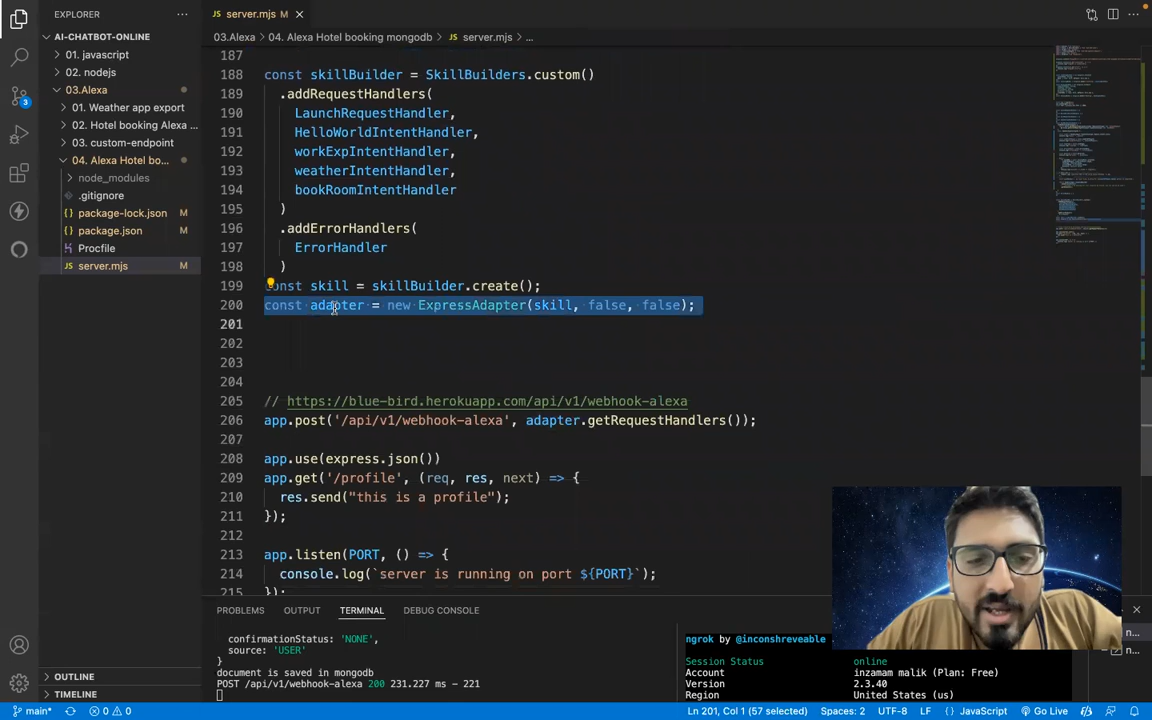 EXPLORER
···
server.mjs M
AI-CHATBOT-ONLINE
01. javascript
02. nodejs
03.Alexa
01. Weather app export
02. Hotel booking Alexa ...
03. custom-endpoint
04. Alexa Hotel bo...
node_modules
.gitignore
package-lock.json M
package.json M
Procfile
server.mjs M
OUTLINE
TIMELINE
3
03.Alexa > 04. Alexa Hotel booking mongodb > server.mjs > ...
187
188 const skillBuilder = SkillBuilders.custom()
189 .addRequestHandlers(
190 LaunchRequestHandler,
191 HelloWorldIntentHandler,
192 workExpIntentHandler,
193 weatherIntentHandler,
194 bookRoomIntentHandler
195 )
196 .addErrorHandlers(
197 ErrorHandler
198 )
199 const skill = skillBuilder.create();
200 const adapter = new ExpressAdapter(skill, false, false);
201
202
203
204
205 // https://blue-bird.herokuapp.com/api/v1/webhook-alexa
206 app.post('/api/v1/webhook-alexa', adapter.getRequestHandlers());
207
208 app.use(express.json())
209 app.get('/profile', (req, res, next) => {
210 res.send("this is a profile");
211 });
212
213 app.listen(PORT, () => {
214 console.log(`server is running on port ${PORT}`);
215 });
PROBLEMS OUTPUT TERMINAL DEBUG CONSOLE
confirmationStatus: 'NONE',
source: 'USER'
}
document is saved in mongodb
POST /api/v1/webhook-alexa 200 231.227 ms - 221
ngrok by @inconshreveable
Session Status online
Account inzamam malik (Plan: Free)
Version 2.3.40
Region United States (us)
n...
n...
main* 0 0 Ln 201, Col 1 (57 selected) Spaces: 2 UTF-8 LF JavaScript Go Live